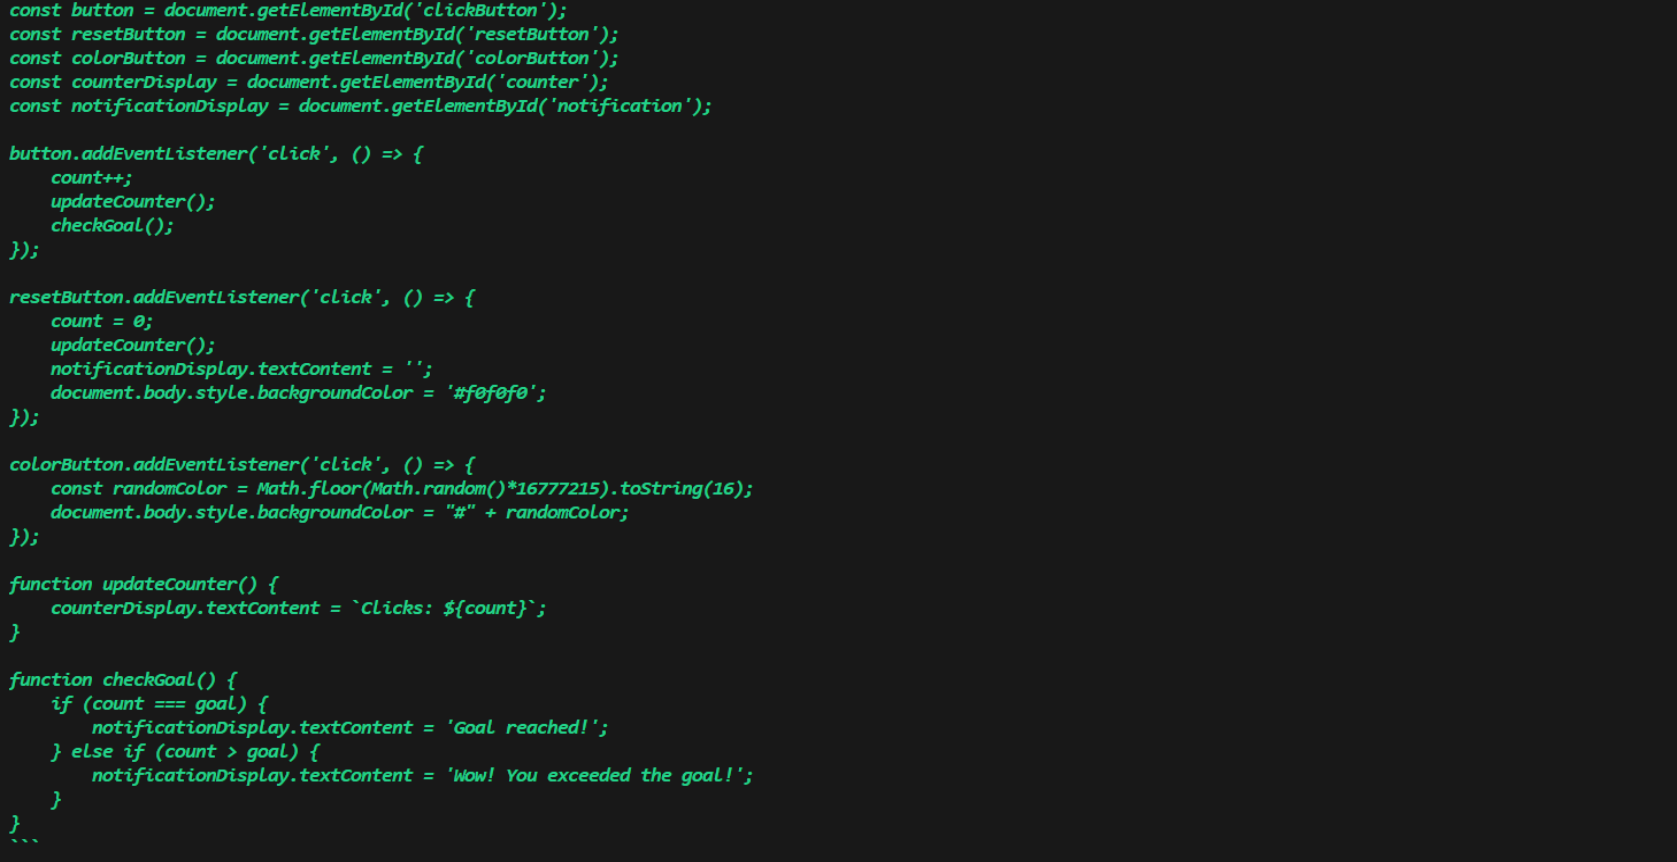 const button = document.getElementById('clickButton');
const resetButton = document.getElementById('resetButton');
const colorButton = document.getElementById('colorButton');
const counterDisplay = document.getElementById('counter');
const notificationDisplay = document.getElementById('notification');

button.addEventListener('click', () => {
    count++;
    updateCounter();
    checkGoal();
});

resetButton.addEventListener('click', () => {
    count = 0;
    updateCounter();
    notificationDisplay.textContent = '';
    document.body.style.backgroundColor = '#f0f0f0';
});

colorButton.addEventListener('click', () => {
    const randomColor = Math.floor(Math.random()*16777215).toString(16);
    document.body.style.backgroundColor = "#" + randomColor;
});

function updateCounter() {
    counterDisplay.textContent = `Clicks: ${count}`;
}

function checkGoal() {
    if (count === goal) {
        notificationDisplay.textContent = 'Goal reached!';
    } else if (count > goal) {
        notificationDisplay.textContent = 'Wow! You exceeded the goal!';
    }
}
```